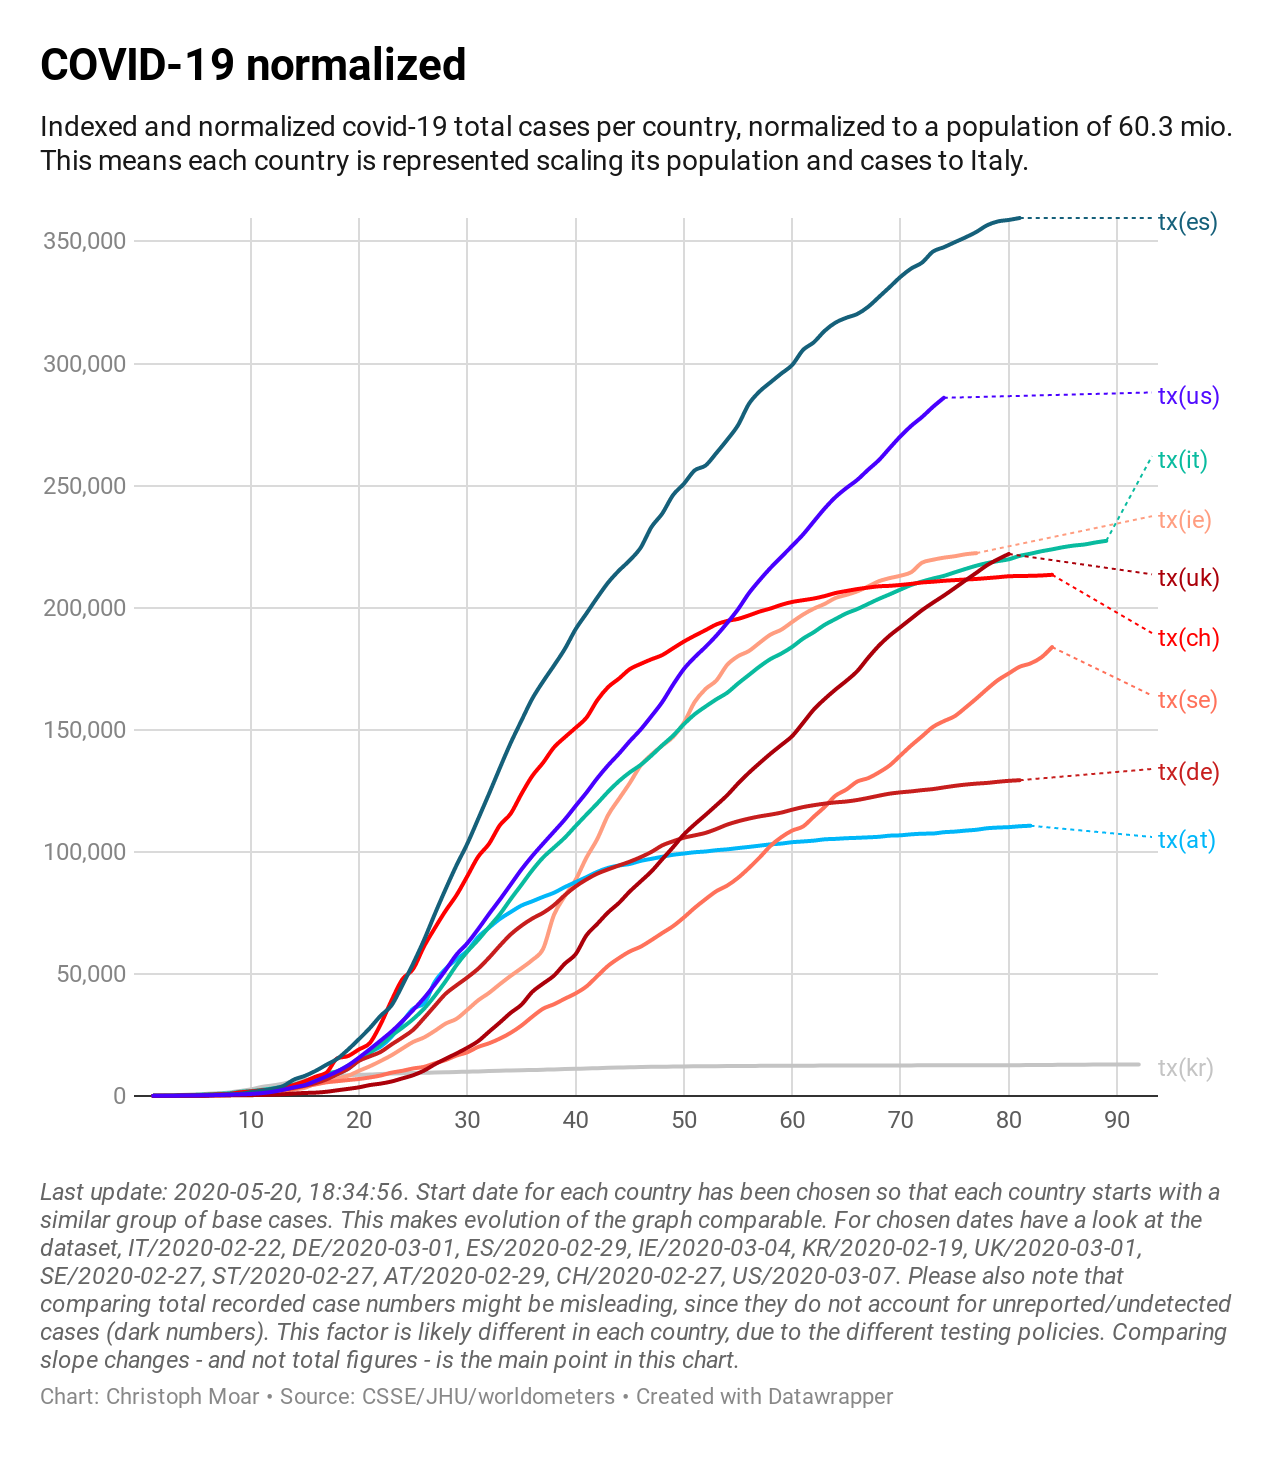 COVID-19 normalized
Indexed and normalized covid-19 total cases per country, normalized to a population of 60.3 mio.
This means each country is represented scaling its population and cases to Italy.
350,000
300,000
250,000
200,000
150,000
100,000
50,000
0
tx(es)
tx(us)
tx(it)
tx(ie)
tx(uk)
tx(ch)
tx(se)
tx(de)
tx(at)
tx(kr)
10 20 30 40 50 60 70 80 90
Last update: 2020-05-20, 18:34:56. Start date for each country has been chosen so that each country starts with a
similar group of base cases. This makes evolution of the graph comparable. For chosen dates have a look at the
dataset, IT/2020-02-22, DE/2020-03-01, ES/2020-02-29, IE/2020-03-04, KR/2020-02-19, UK/2020-03-01,
SE/2020-02-27, ST/2020-02-27, AT/2020-02-29, CH/2020-02-27, US/2020-03-07. Please also note that
comparing total recorded case numbers might be misleading, since they do not account for unreported/undetected
cases (dark numbers). This factor is likely different in each country, due to the different testing policies. Comparing
slope changes - and not total figures - is the main point in this chart.
Chart: Christoph Moar • Source: CSSE/JHU/worldometers • Created with Datawrapper